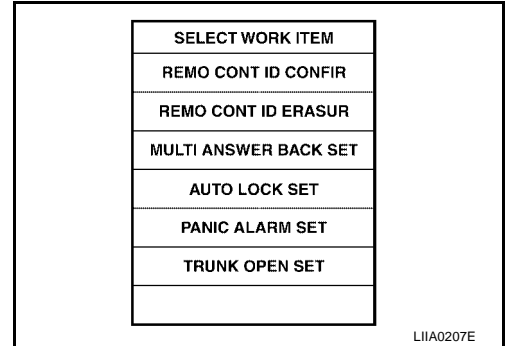 SELECT WORK ITEM
REMO CONT ID CONFIR
REMO CONT ID ERASUR
MULTI ANSWER BACK SET
AUTO LOCK SET
PANIC ALARM SET
TRUNK OPEN SET
LIIA0207E